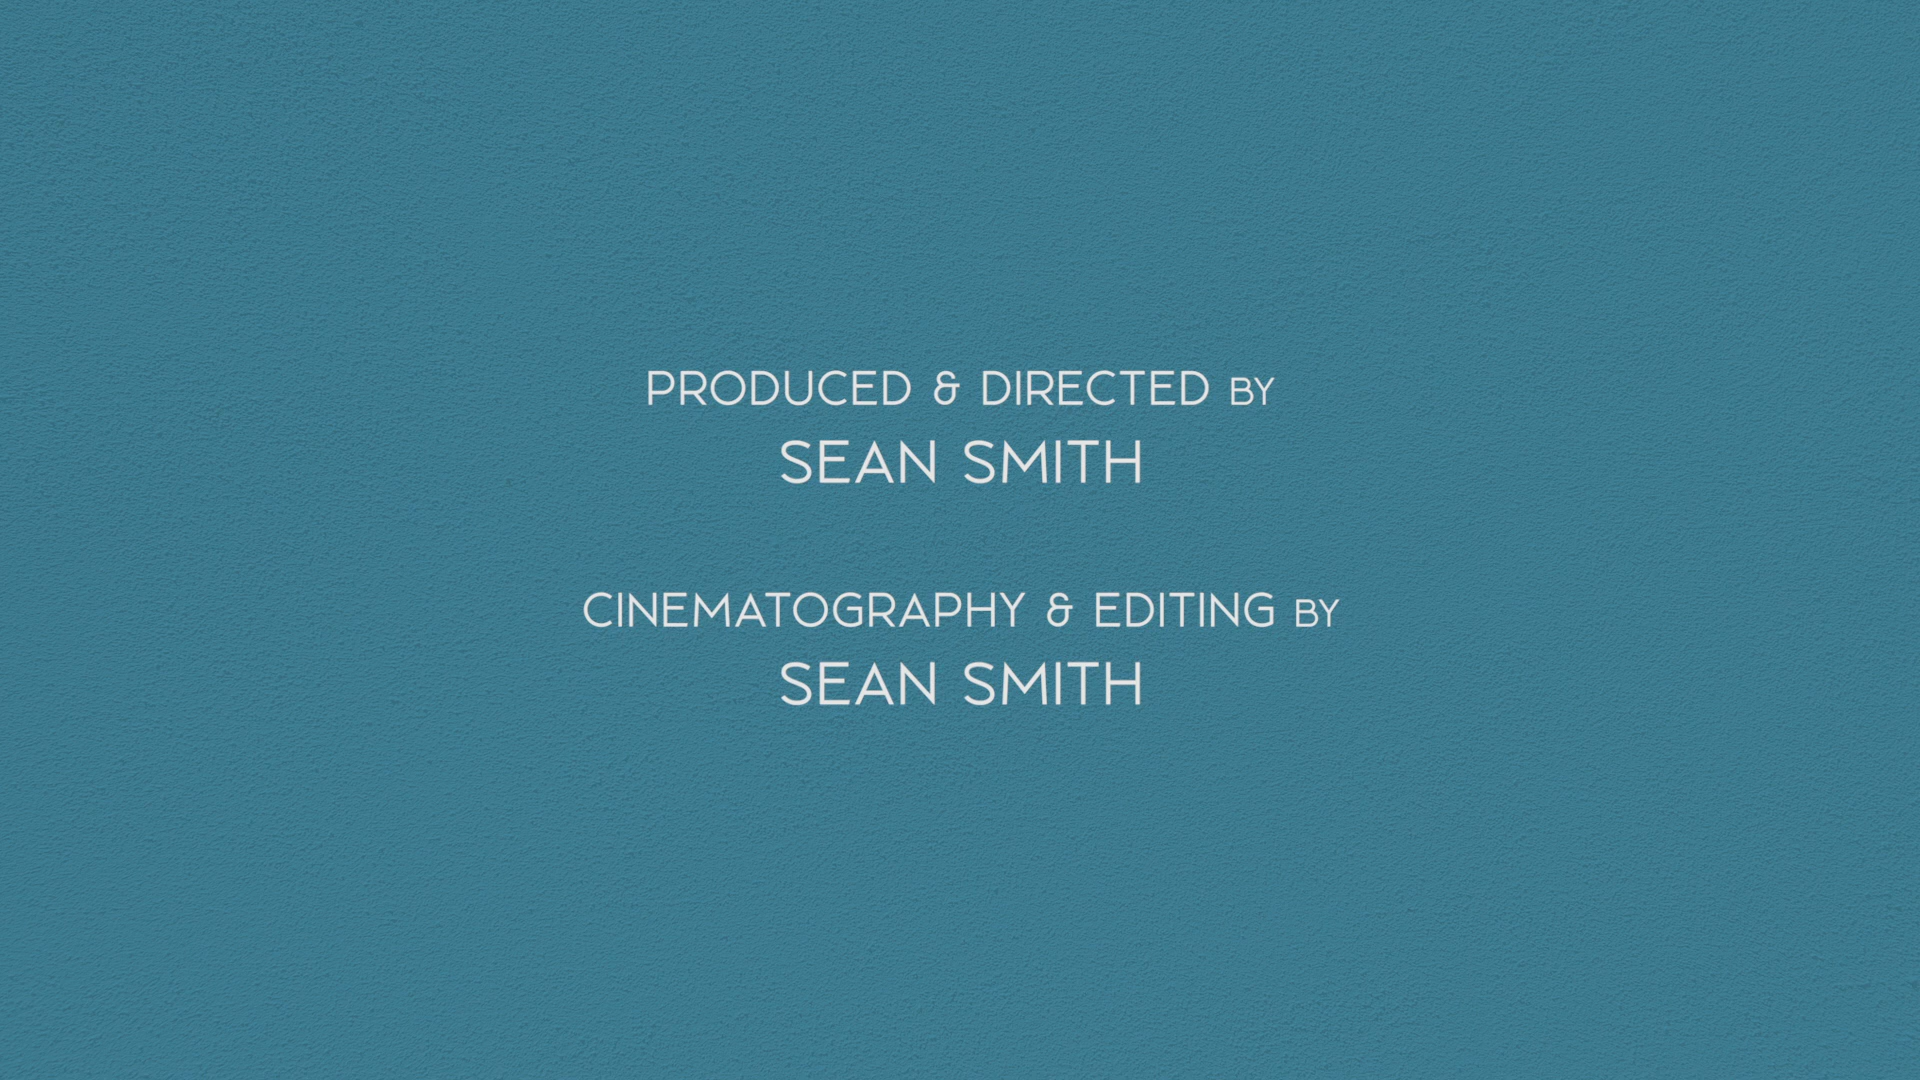 PRODUCED & DIRECTED BY
SEAN SMITH
CINEMATOGRAPHY & EDITING BY
SEAN SMITH